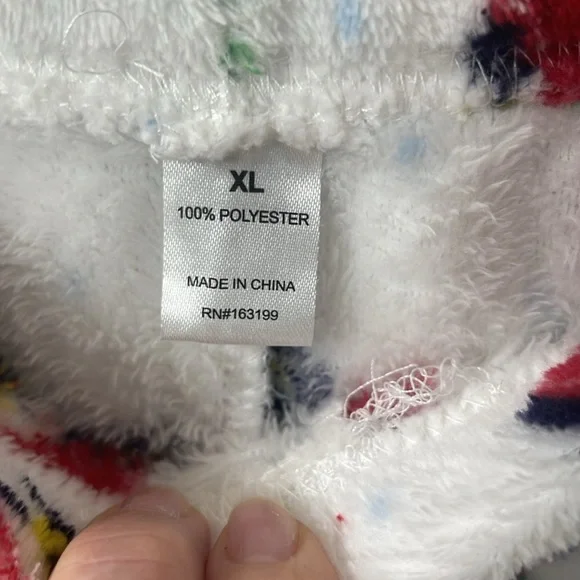 XL
100% POLYESTER
MADE IN CHINA
RN#163199